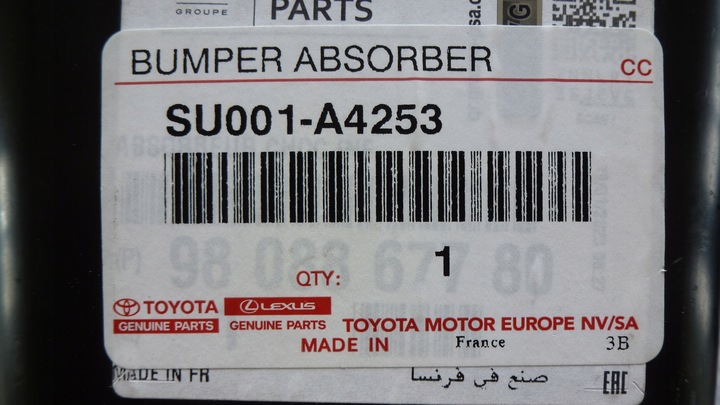 GROUPE
PARTS
BUMPER ABSORBER
CC
SU001-A4253
98 088 677 80
QTY:
1
TOYOTA
LEXUS
GENUINE PARTS
GENUINE PARTS
TOYOTA MOTOR EUROPE NV/SA
MADE IN
France
3B
MADE IN FR
صنع في فرنسا
EAC